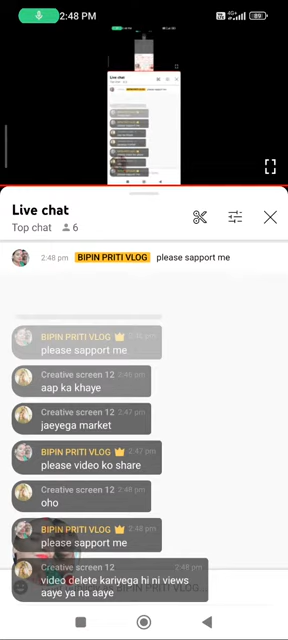 2:48 PM
4G+
89
Live chat
Top chat 6
2:48 pm BIPIN PRITI VLOG please sapport me
BIPIN PRITI VLOG
please sapport me
Creative screen 12 2:46 pm
aap ka khaye
Creative screen 12 2:47 pm
jaeyega market
BIPIN PRITI VLOG 2:47 pm
please video ko share
Creative screen 12 2:48 pm
oho
BIPIN PRITI VLOG 2:48 pm
please sapport me
Creative screen 12 2:48 pm
video delete kariyega hi ni views
aaye ya na aaye